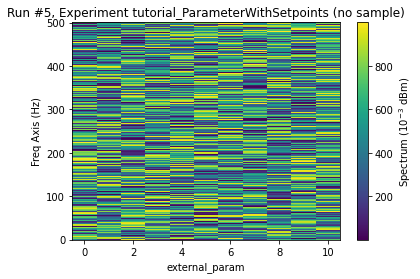 Run #5, Experiment tutorial_ParameterWithSetpoints (no sample)
500
400
300
200
100
0
Freq Axis (Hz)
0 2 4 6 8 10
external_param
800
600
400
200
Spectrum (10⁻³ dBm)